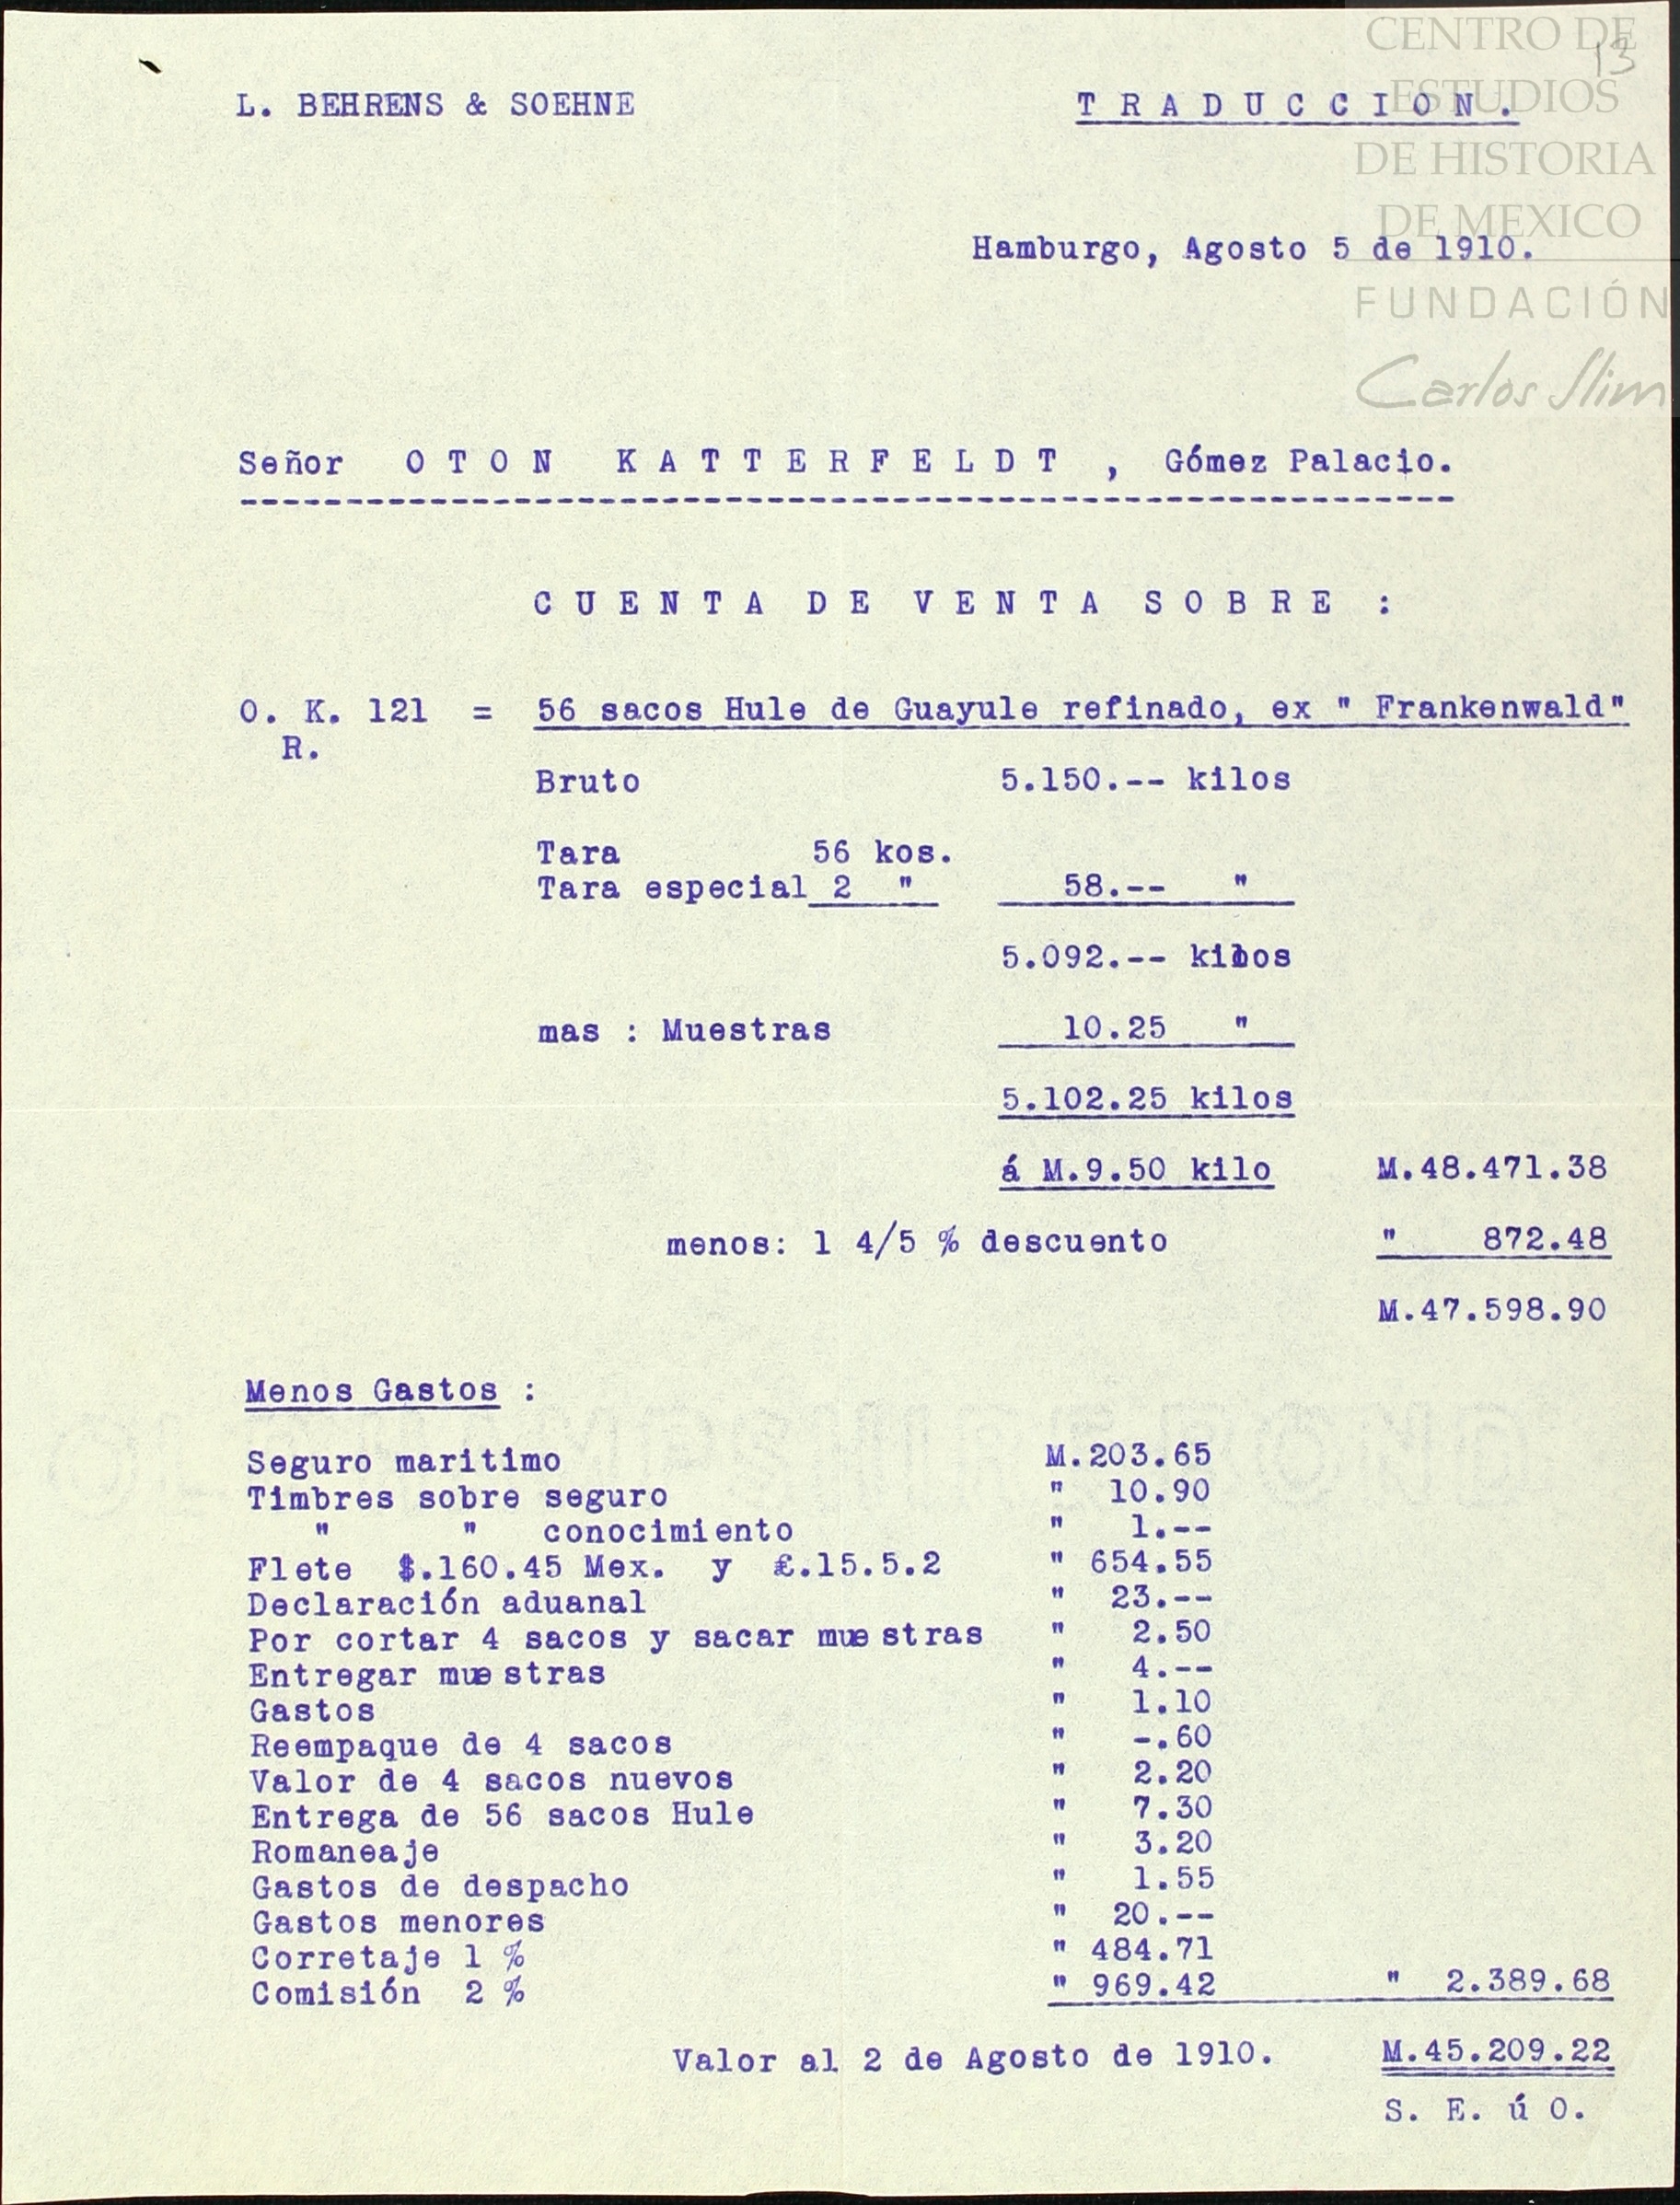 CENTRO DE
ESTUDIOS
DE HISTORIA
DE MEXICO
FUNDACIÓN
Carlos Slim
13
L. BEHRENS & SOEHNE T R A D U C C I O N .
Hamburgo, Agosto 5 de 1910.
Señor O T O N K A T T E R F E L D T , Gómez Palacio.
C U E N T A D E V E N T A S O B R E :
O. K. 121 = 56 sacos Hule de Guayule refinado, ex " Frankenwald"
R.
Bruto 5.150.-- kilos
Tara 56 kos.
Tara especial 2 " 58.-- "
5.092.-- kilos
mas : Muestras 10.25 "
5.102.25 kilos
á M.9.50 kilo M.48.471.38
menos: 1 4/5 % descuento " 872.48
M.47.598.90
Menos Gastos :
Seguro maritimo M.203.65
Timbres sobre seguro " 10.90
" " conocimiento " 1.--
Flete $.160.45 Mex. y £.15.5.2 " 654.55
Declaración aduanal " 23.--
Por cortar 4 sacos y sacar muestras " 2.50
Entregar muestras " 4.--
Gastos " 1.10
Reempaque de 4 sacos " -.60
Valor de 4 sacos nuevos " 2.20
Entrega de 56 sacos Hule " 7.30
Romaneaje " 3.20
Gastos de despacho " 1.55
Gastos menores " 20.--
Corretaje 1 % " 484.71
Comisión 2 % " 969.42 " 2.389.68
Valor al 2 de Agosto de 1910. M.45.209.22
S. E. ú O.